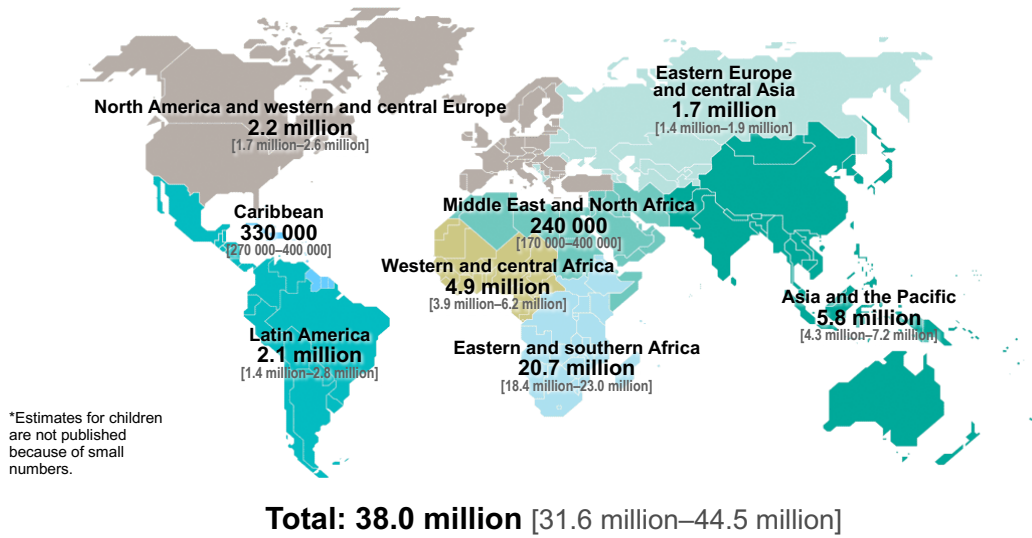 North America and western and central Europe
2.2 million
[1.7 million–2.6 million]
Eastern Europe
and central Asia
1.7 million
[1.4 million–1.9 million]
Caribbean
330 000
[270 000–400 000]
Middle East and North Africa
240 000
[170 000–400 000]
Western and central Africa
4.9 million
[3.9 million–6.2 million]
Asia and the Pacific
5.8 million
[4.3 million–7.2 million]
Latin America
2.1 million
[1.4 million–2.8 million]
Eastern and southern Africa
20.7 million
[18.4 million–23.0 million]
*Estimates for children
are not published
because of small
numbers.
Total: 38.0 million [31.6 million–44.5 million]